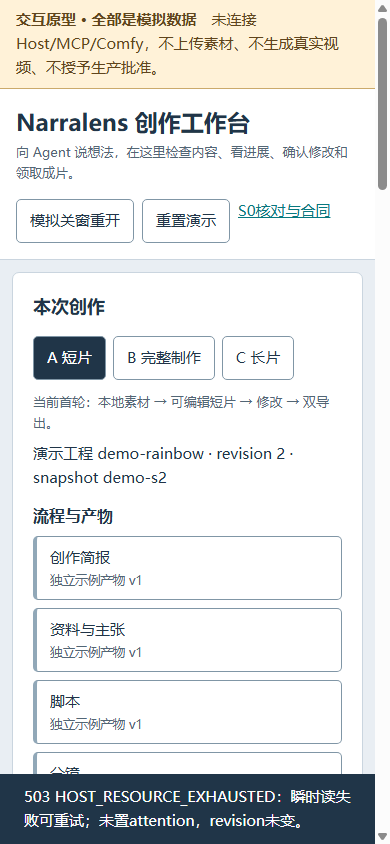 交互原型 • 全部是模拟数据 未连接
Host/MCP/Comfy，不上传素材、不生成真实视
频、不授予生产批准。
Narralens 创作工作台
向 Agent 说想法，在这里检查内容、看进展、确认修改和
领取成片。
模拟关窗重开
重置演示
S0核对与合同
本次创作
A 短片
B 完整制作
C 长片
当前首轮：本地素材 → 可编辑短片 → 修改 → 双导
出。
演示工程 demo-rainbow · revision 2 ·
snapshot demo-s2
流程与产物
创作简报
独立示例产物 v1
资料与主张
独立示例产物 v1
脚本
独立示例产物 v1
分镜
503 HOST_RESOURCE_EXHAUSTED：瞬时读失
败可重试；未置attention，revision未变。